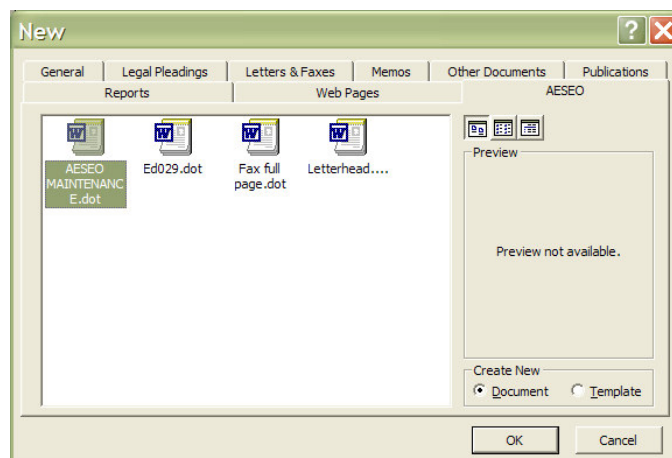 New
General
Legal Pleadings
Letters & Faxes
Memos
Other Documents
Publications
Reports
Web Pages
AESEO
AESEO
MAINTENANC
E.dot
Ed029.dot
Fax full
page.dot
Letterhead....
Preview
Preview not available.
Create New
Document
Template
OK
Cancel